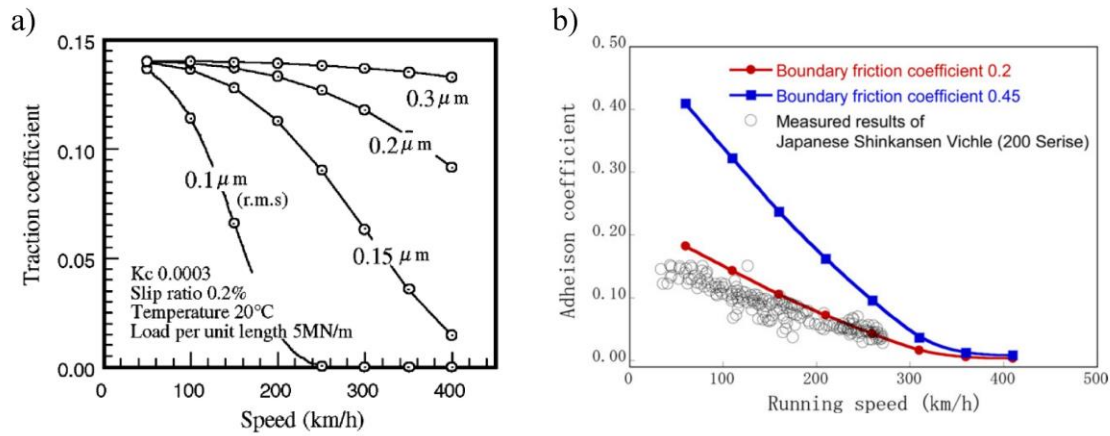 a)
0.15
0.10
0.05
0.00
Traction coefficient
0.3 μm
0.2 μm
0.1 μm
(r.m.s)
0.15 μm
Kc 0.0003
Slip ratio 0.2%
Temperature 20°C
Load per unit length 5MN/m
0 100 200 300 400
Speed (km/h)
b)
0.50
0.40
0.30
0.20
0.10
0.00
Adheison coefficient
Boundary friction coefficient 0.2
Boundary friction coefficient 0.45
Measured results of
Japanese Shinkansen Vichle (200 Serise)
0 100 200 300 400 500
Running speed (km/h)